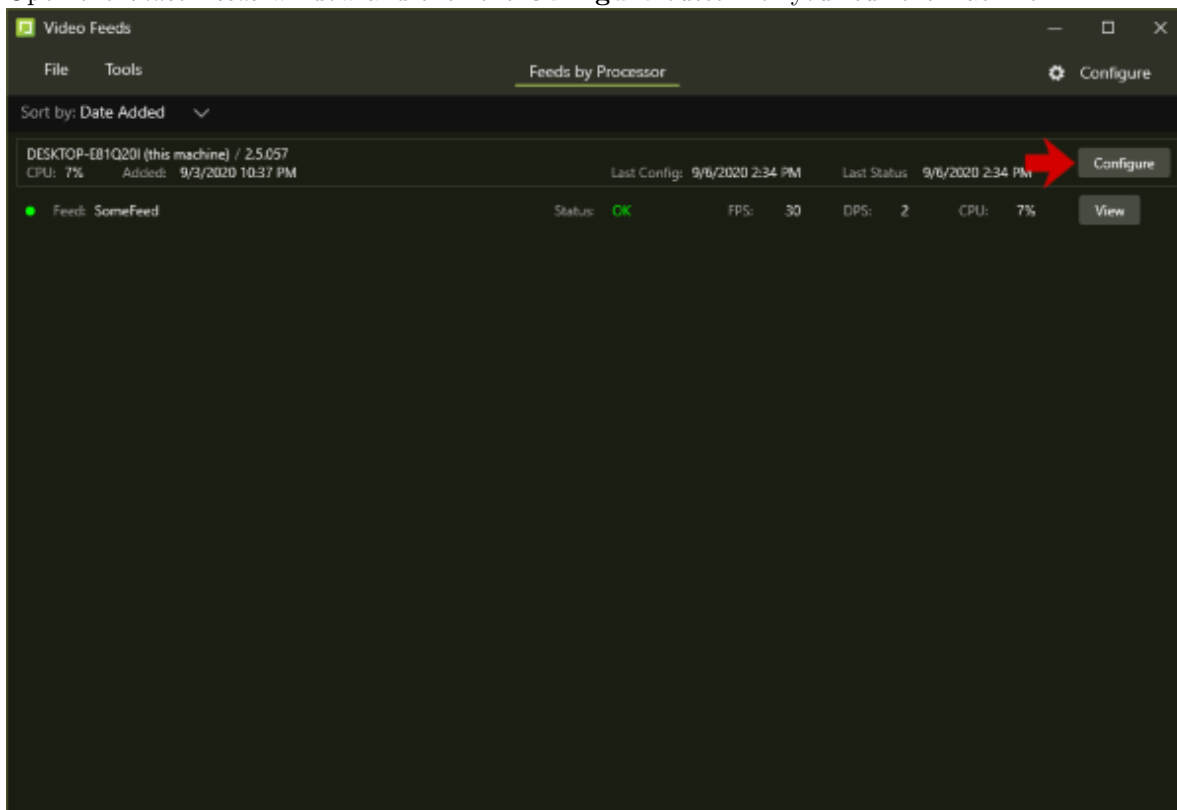 Video Feeds
File Tools Feeds by Processor Configure
Sort by: Date Added
DESKTOP-E81Q20I (this machine) / 2.5.057
CPU: 7% Added: 9/3/2020 10:37 PM Last Config: 9/6/2020 2:34 PM Last Status 9/6/2020 2:34 PM Configure
Feed: SomeFeed Status: OK FPS: 30 DPS: 2 CPU: 7% View